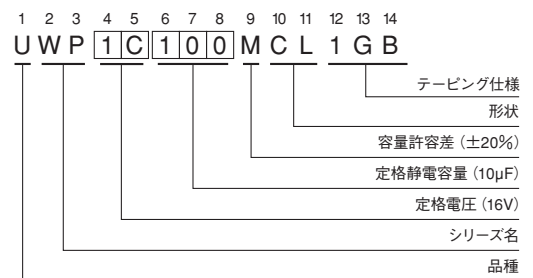 1 2 3 4 5 6 7 8 9 10 11 12 13 14
U W P 1 C 1 0 0 M C L 1 G B
テーピング仕様
形状
容量許容差（±20%）
定格静電容量（10μF）
定格電圧（16V）
シリーズ名
品種